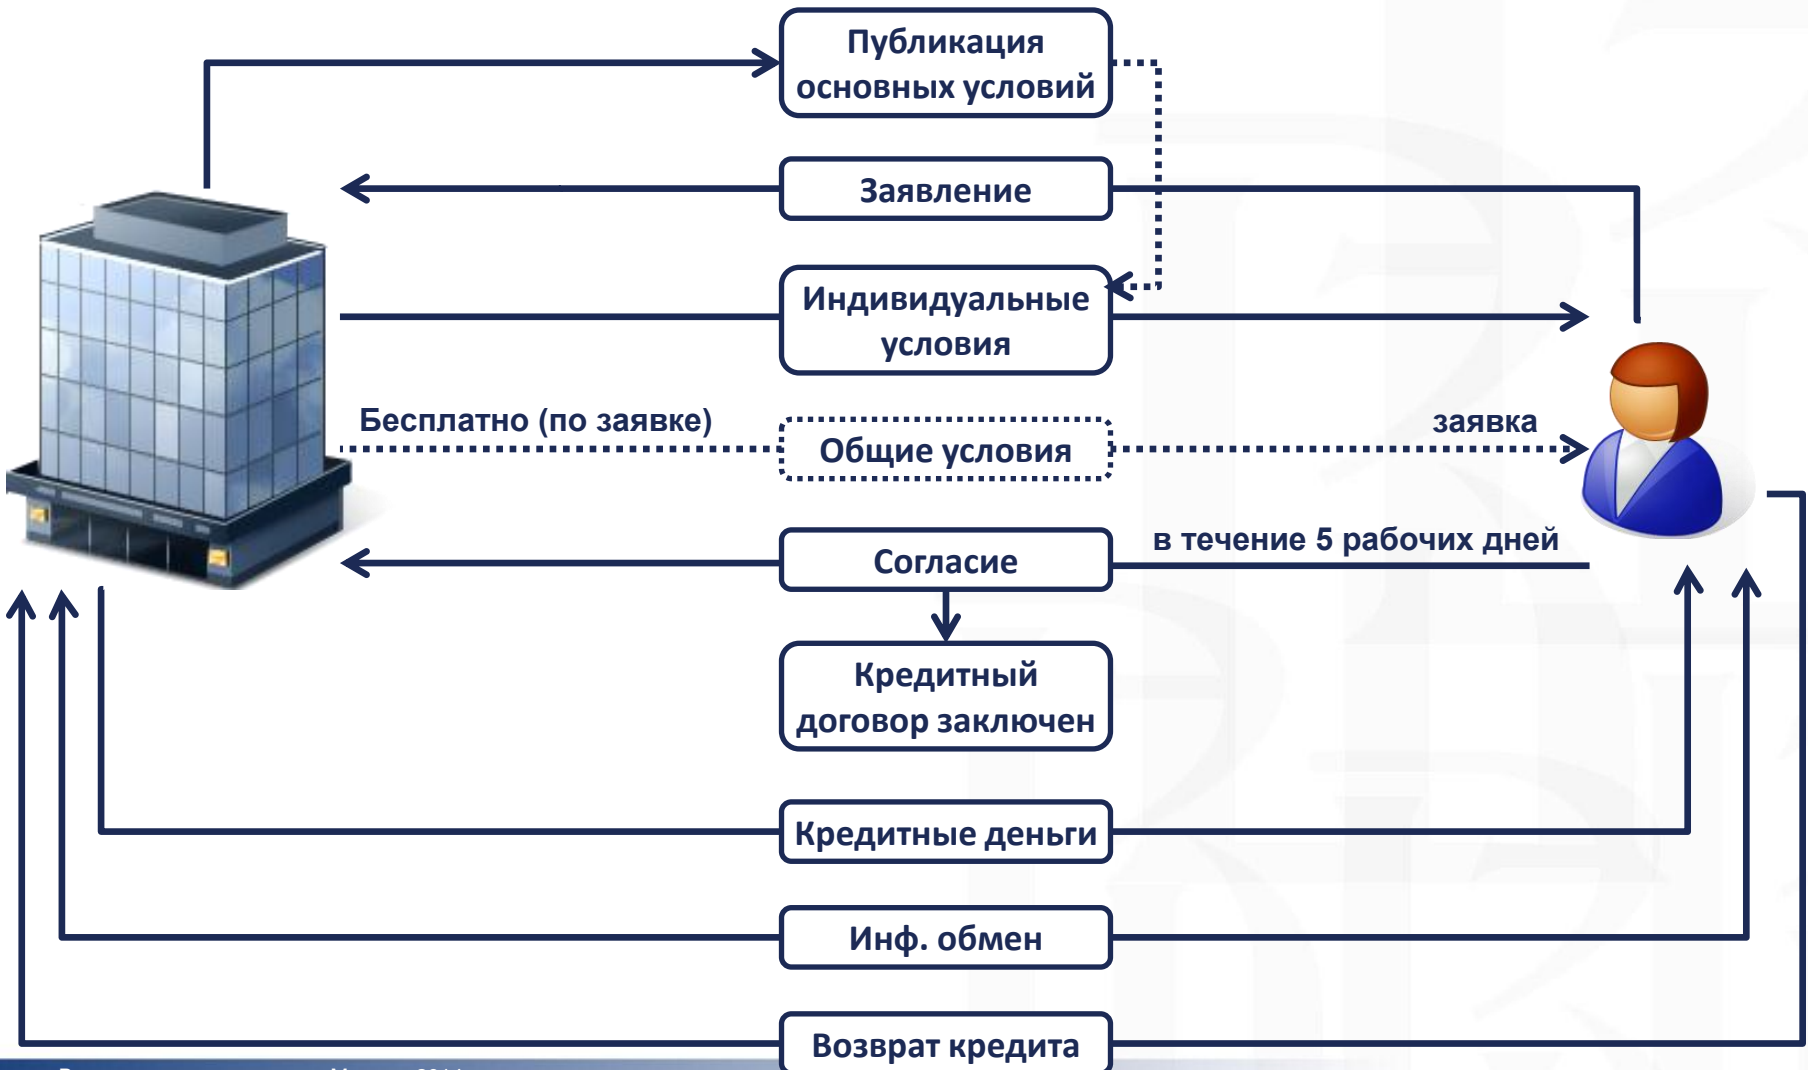 Публикация
основных условий
Заявление
Индивидуальные
условия
Бесплатно (по заявке)
Общие условия
заявка
в течение 5 рабочих дней
Согласие
Кредитный
договор заключен
Кредитные деньги
Инф. обмен
Возврат кредита